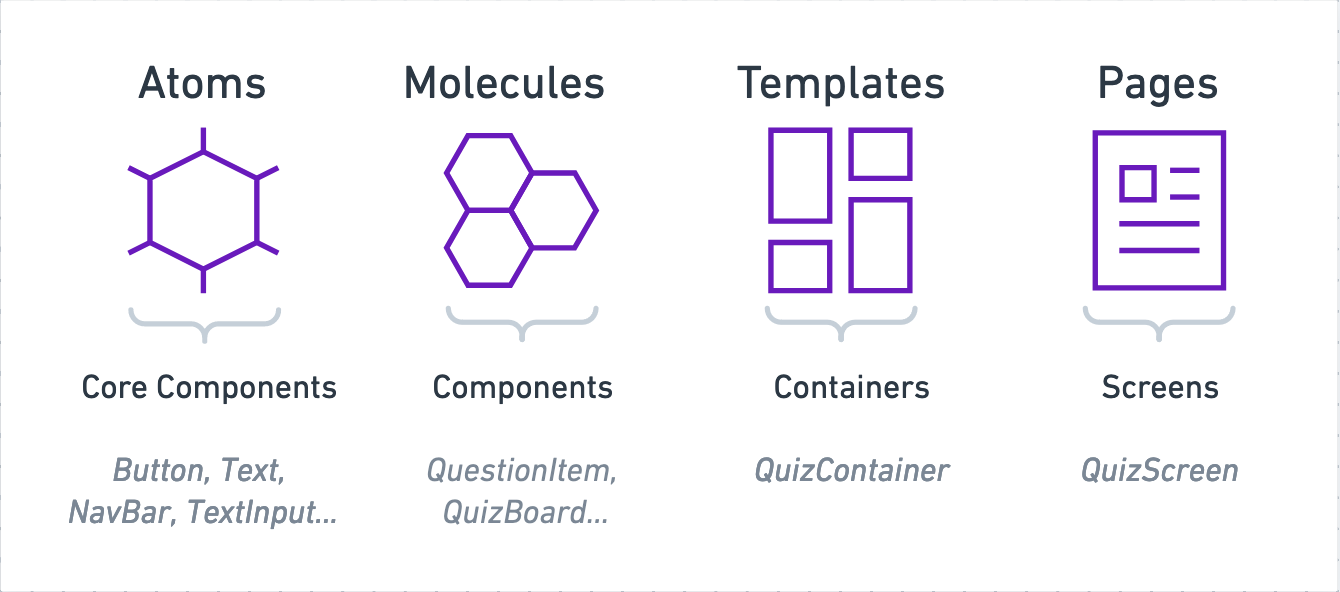 Atoms
Molecules
Templates
Pages
Core Components
Components
Containers
Screens
Button, Text,
NavBar, TextInput...
QuestionItem,
QuizBoard...
QuizContainer
QuizScreen